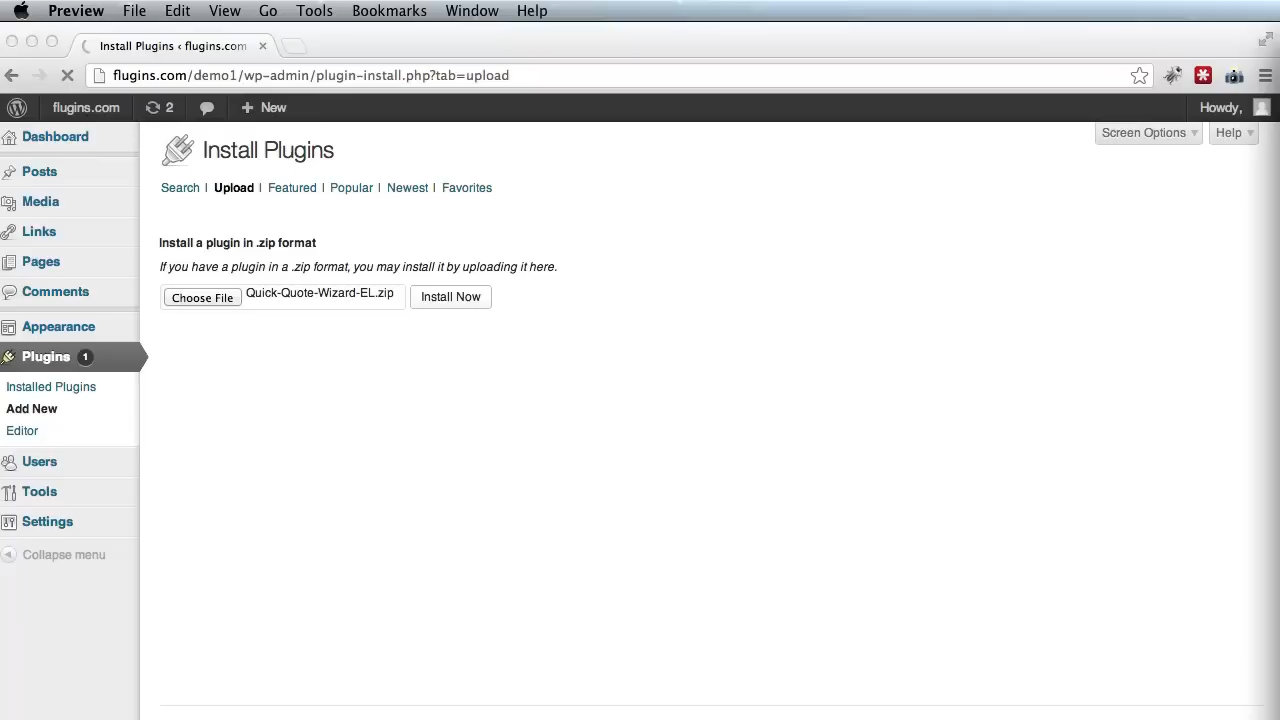 Preview File Edit View Go Tools Bookmarks Window Help
Install Plugins ‹ flugins.com
flugins.com/demo1/wp-admin/plugin-install.php?tab=upload
flugins.com 2 New Howdy,
Dashboard
Screen Options Help
Install Plugins
Posts
Search | Upload | Featured | Popular | Newest | Favorites
Media
Links
Install a plugin in .zip format
Pages
If you have a plugin in a .zip format, you may install it by uploading it here.
Comments
Choose File Quick-Quote-Wizard-EL.zip Install Now
Appearance
Plugins 1
Installed Plugins
Add New
Editor
Users
Tools
Settings
Collapse menu